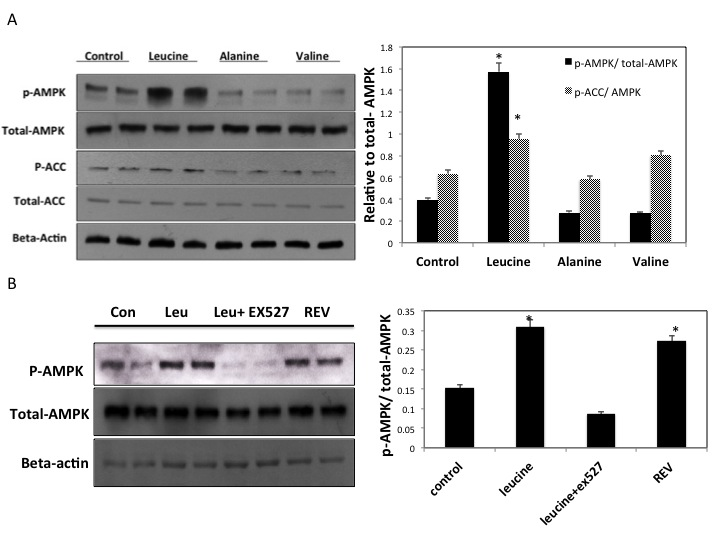 A
Control Leucine Alanine Valine
p-AMPK
Total-AMPK
P-ACC
Total-ACC
Beta-Actin
Relative to total- AMPK
1.8
1.6
1.4
1.2
1
0.8
0.6
0.4
0.2
0
* *
p-AMPK/ total-AMPK
p-ACC/ AMPK
Control Leucine Alanine Valine
B
Con Leu Leu+ EX527 REV
P-AMPK
Total-AMPK
Beta-actin
p-AMPK/ total-AMPK
0.35
0.3
0.25
0.2
0.15
0.1
0.05
0
* *
control leucine leucine+ex527 REV